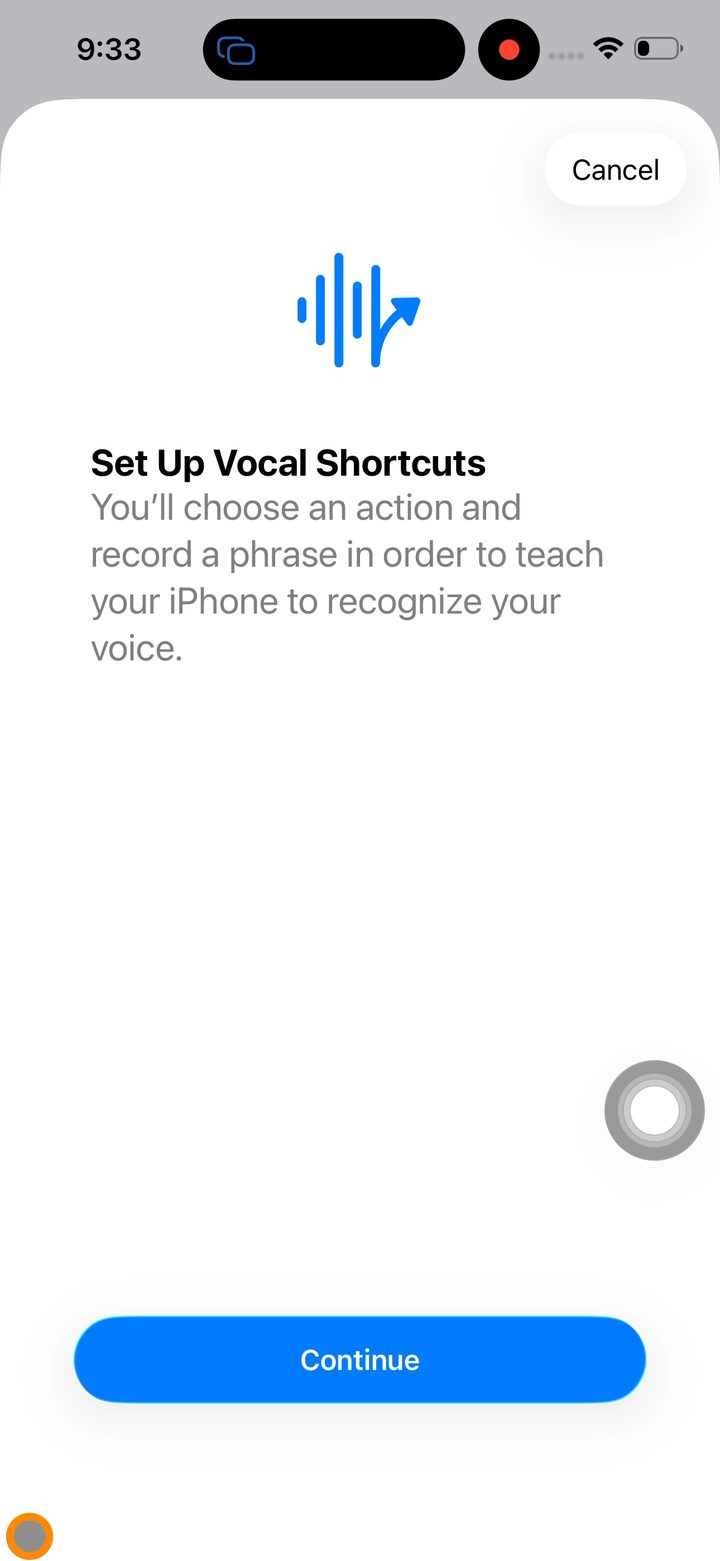 9:33
Cancel
Set Up Vocal Shortcuts
You’ll choose an action and
record a phrase in order to teach
your iPhone to recognize your
voice.
Continue